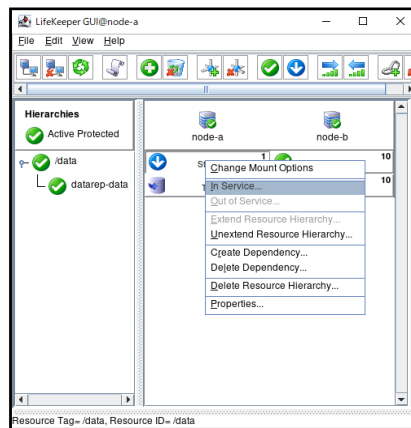 LifeKeeper GUI@node-a
File Edit View Help
Hierarchies
Active Protected
node-a
node-b
/data
1
10
datarep-data
10
Change Mount Options
In Service...
Out of Service...
Extend Resource Hierarchy...
Unextend Resource Hierarchy...
Create Dependency...
Delete Dependency...
Delete Resource Hierarchy...
Properties...
Resource Tag= /data, Resource ID= /data